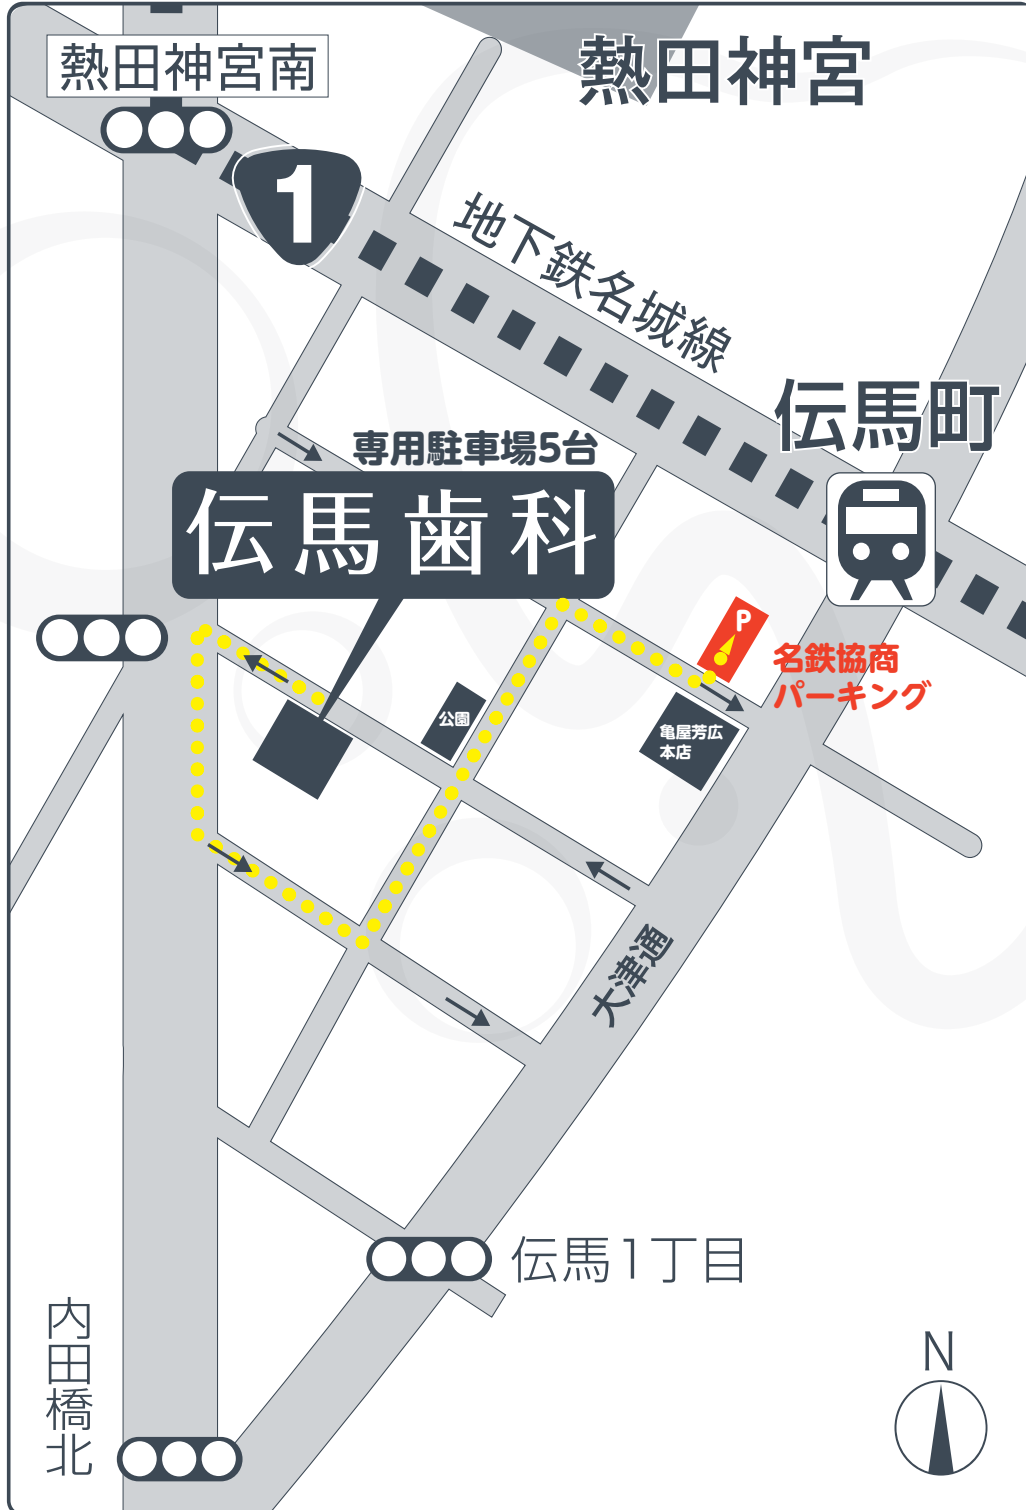 熱田神宮南
熱田神宮
1
地下鉄名城線
伝馬町
専用駐車場5台
伝馬歯科
P
名鉄協商
パーキング
公園
亀屋芳広
本店
大津通
伝馬1丁目
内田橋北
N